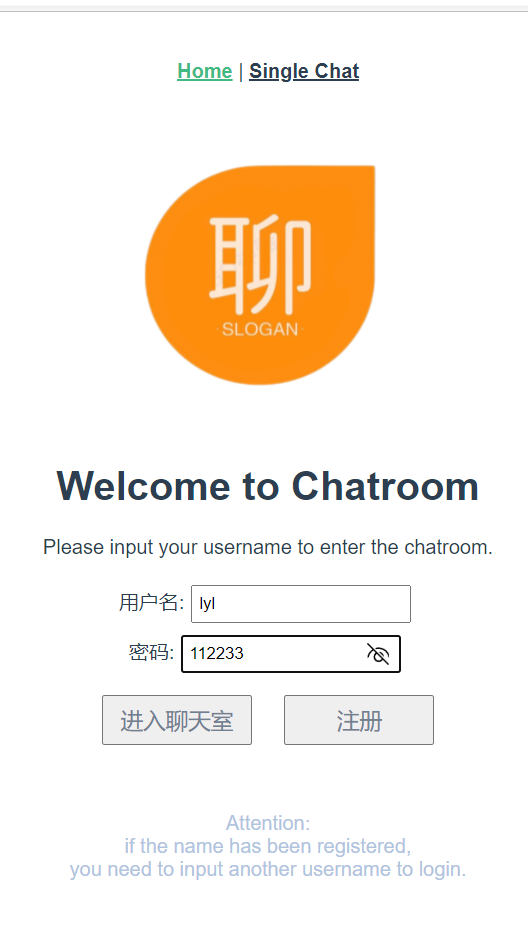 Home | Single Chat
聊
·SLOGAN·
Welcome to Chatroom
Please input your username to enter the chatroom.
用户名: lyl
密码: 112233
进入聊天室 注册
Attention:
if the name has been registered,
you need to input another username to login.